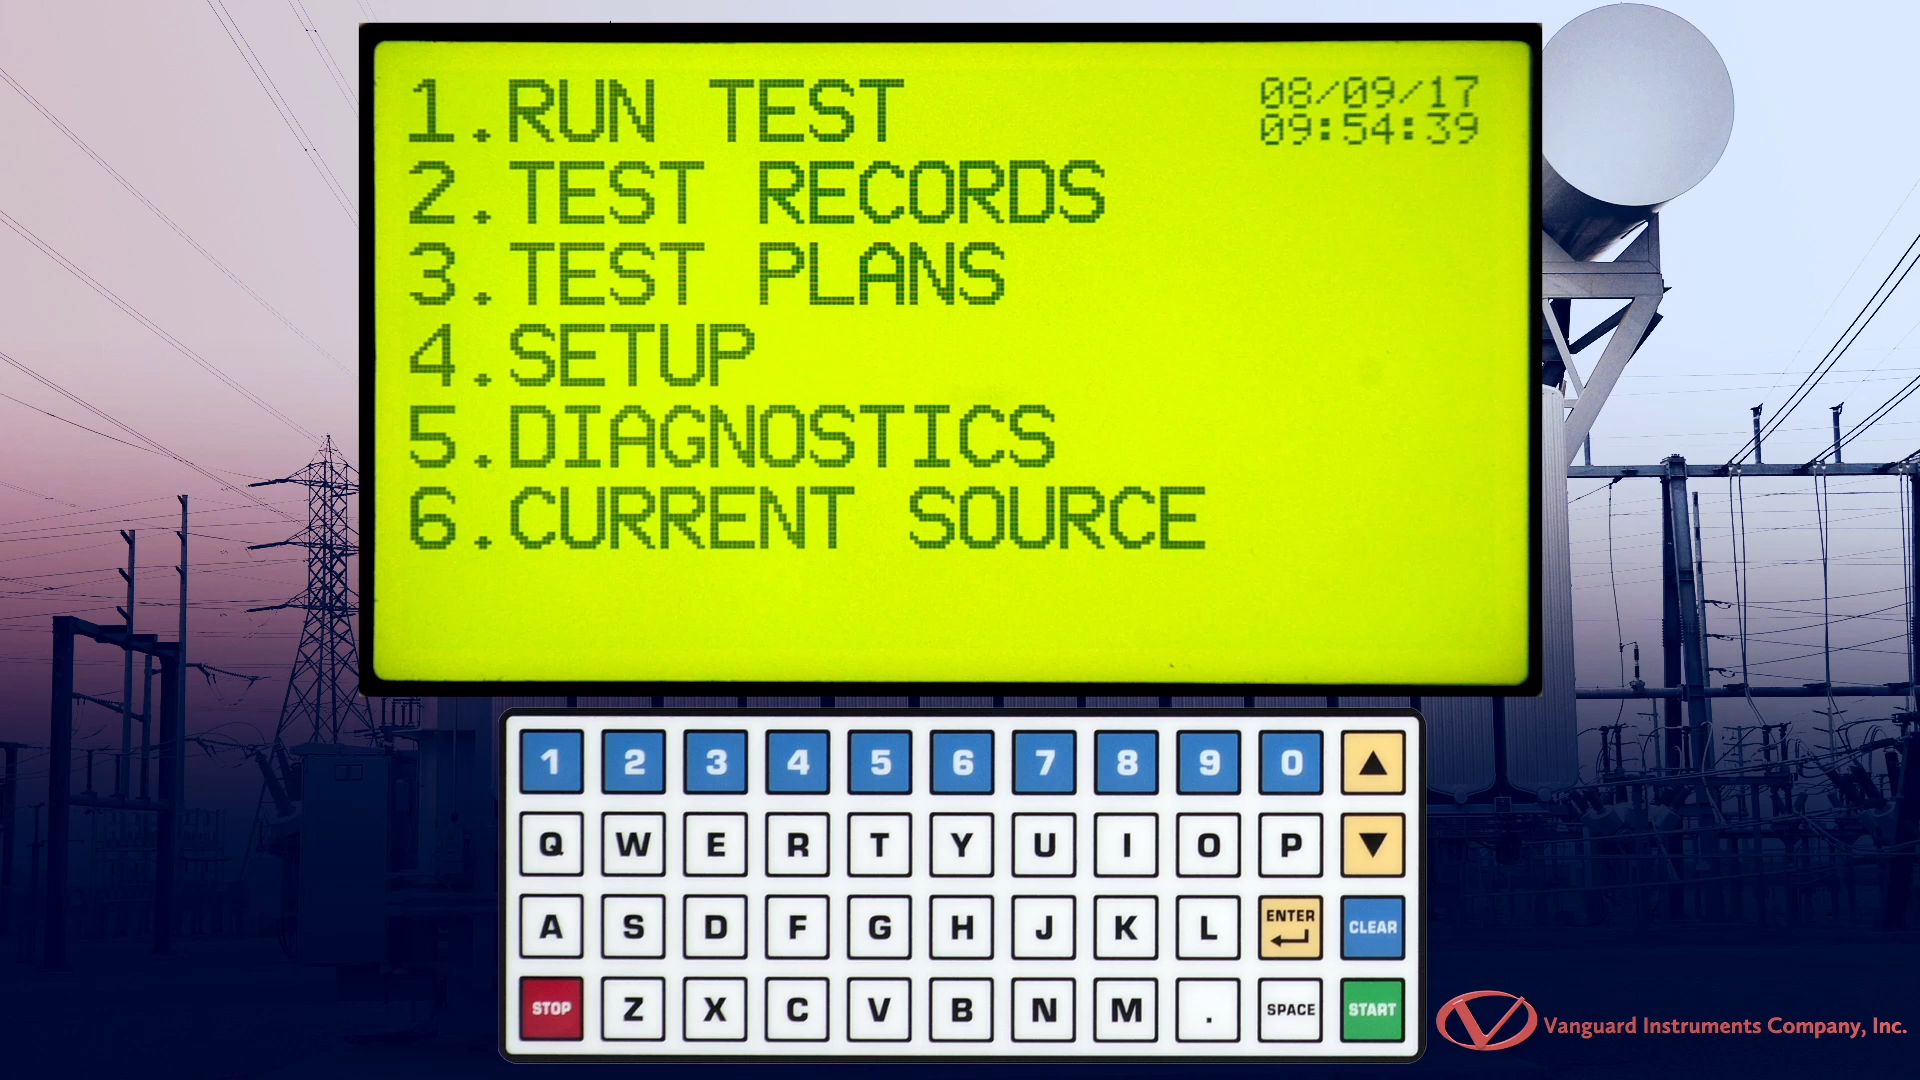 1.RUN TEST
08/09/17
09:54:39
2.TEST RECORDS
3.TEST PLANS
4.SETUP
5.DIAGNOSTICS
6.CURRENT SOURCE
1 2 3 4 5 6 7 8 9 0 ▲
Q W E R T Y U I O P ▼
A S D F G H J K L ENTER CLEAR
STOP Z X C V B N M . SPACE START
Vanguard Instruments Company, Inc.